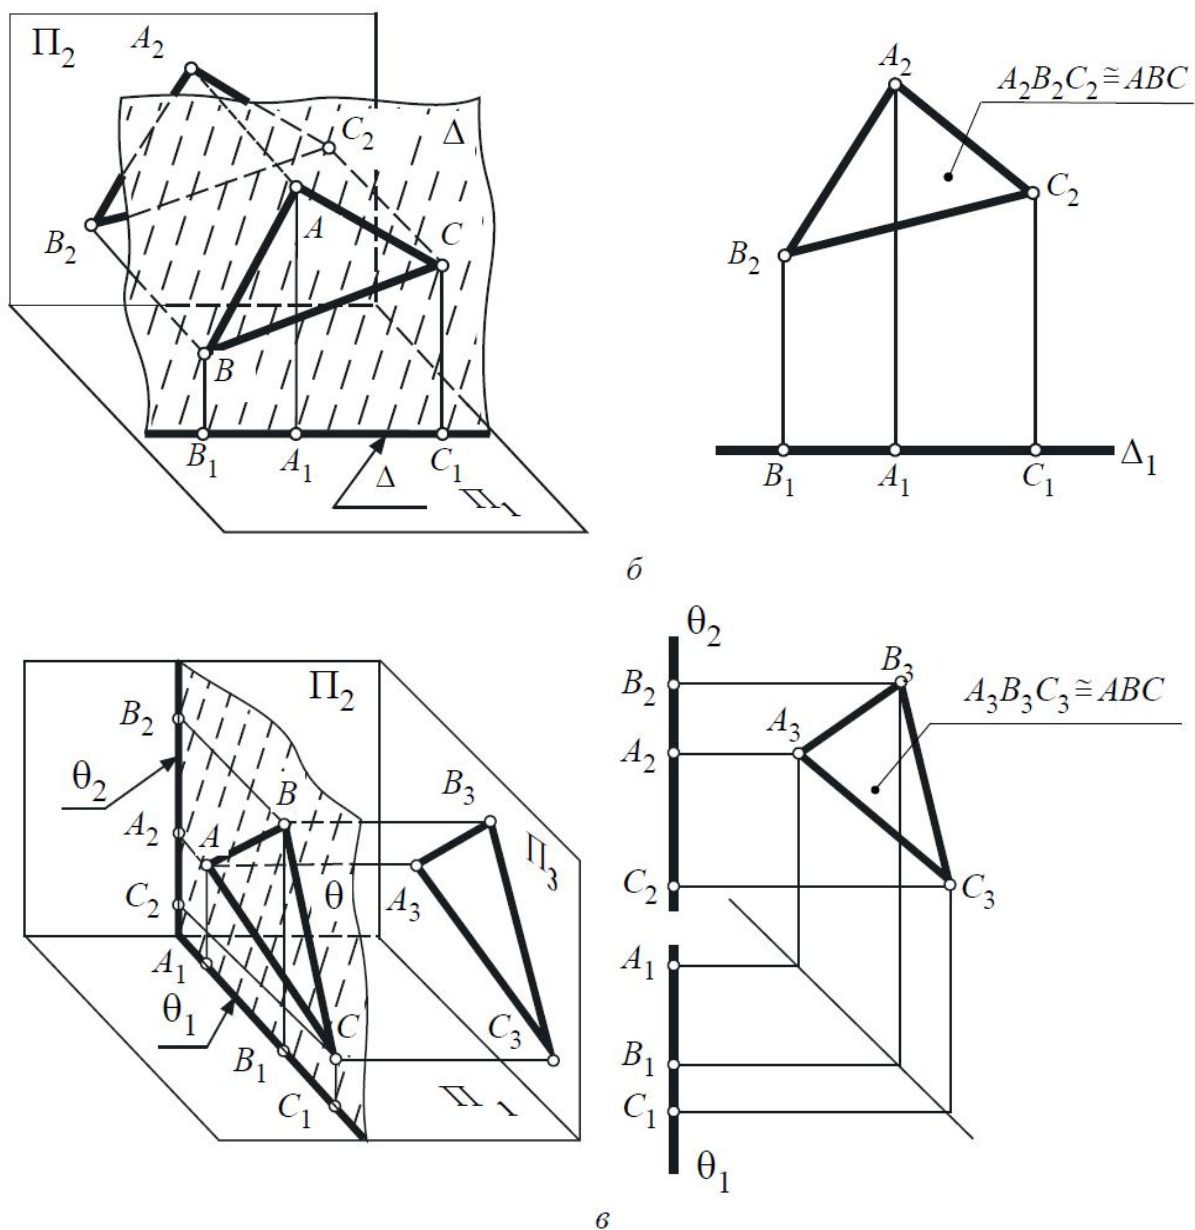 Π₂ A₂
A₂
A₂B₂C₂≅ABC
C₂ Δ
C₂
B₂
A C
B₂
B
B₁ A₁ C₁
Δ Π₁
Δ₁
B₁ A₁ C₁
б
θ₂
Π₂
B₂
B₂ B₃
A₃B₃C₃≅ABC
θ₂
B B₃
A₃
A₂
A₂ A
Π₃
C₂ θ A₃
C₂ C₃
A₁
θ₁ C C₃
A₁
B₁
Π₁
B₁
C₁
C₁
θ₁
в